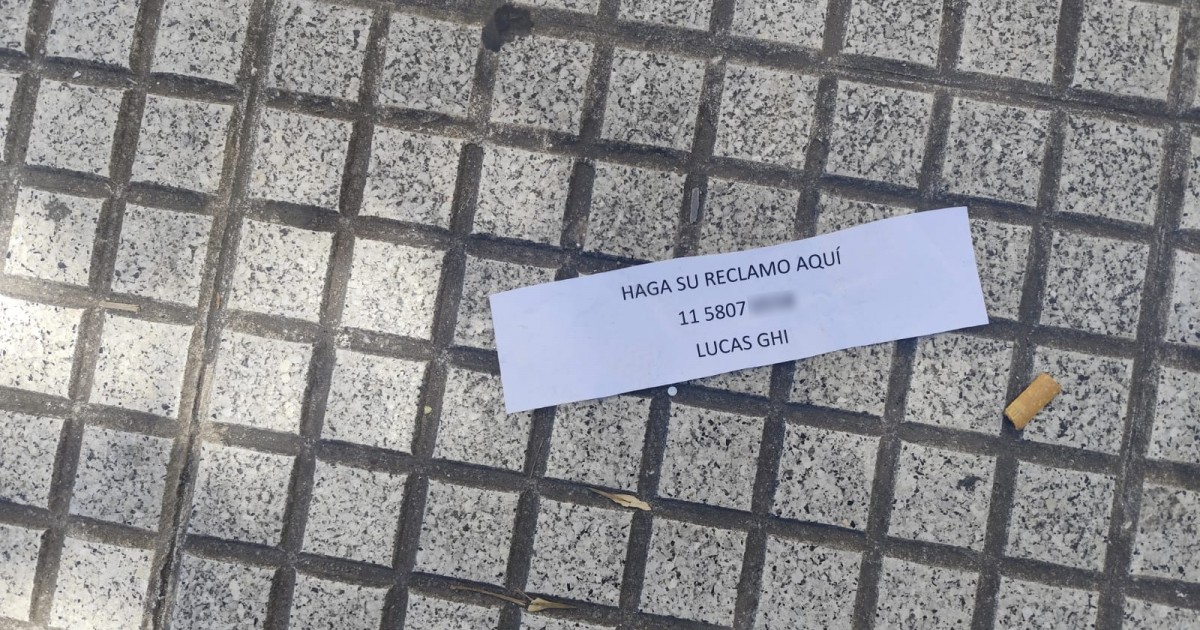 HAGA SU RECLAMO AQUÍ
11 5807
LUCAS GHI